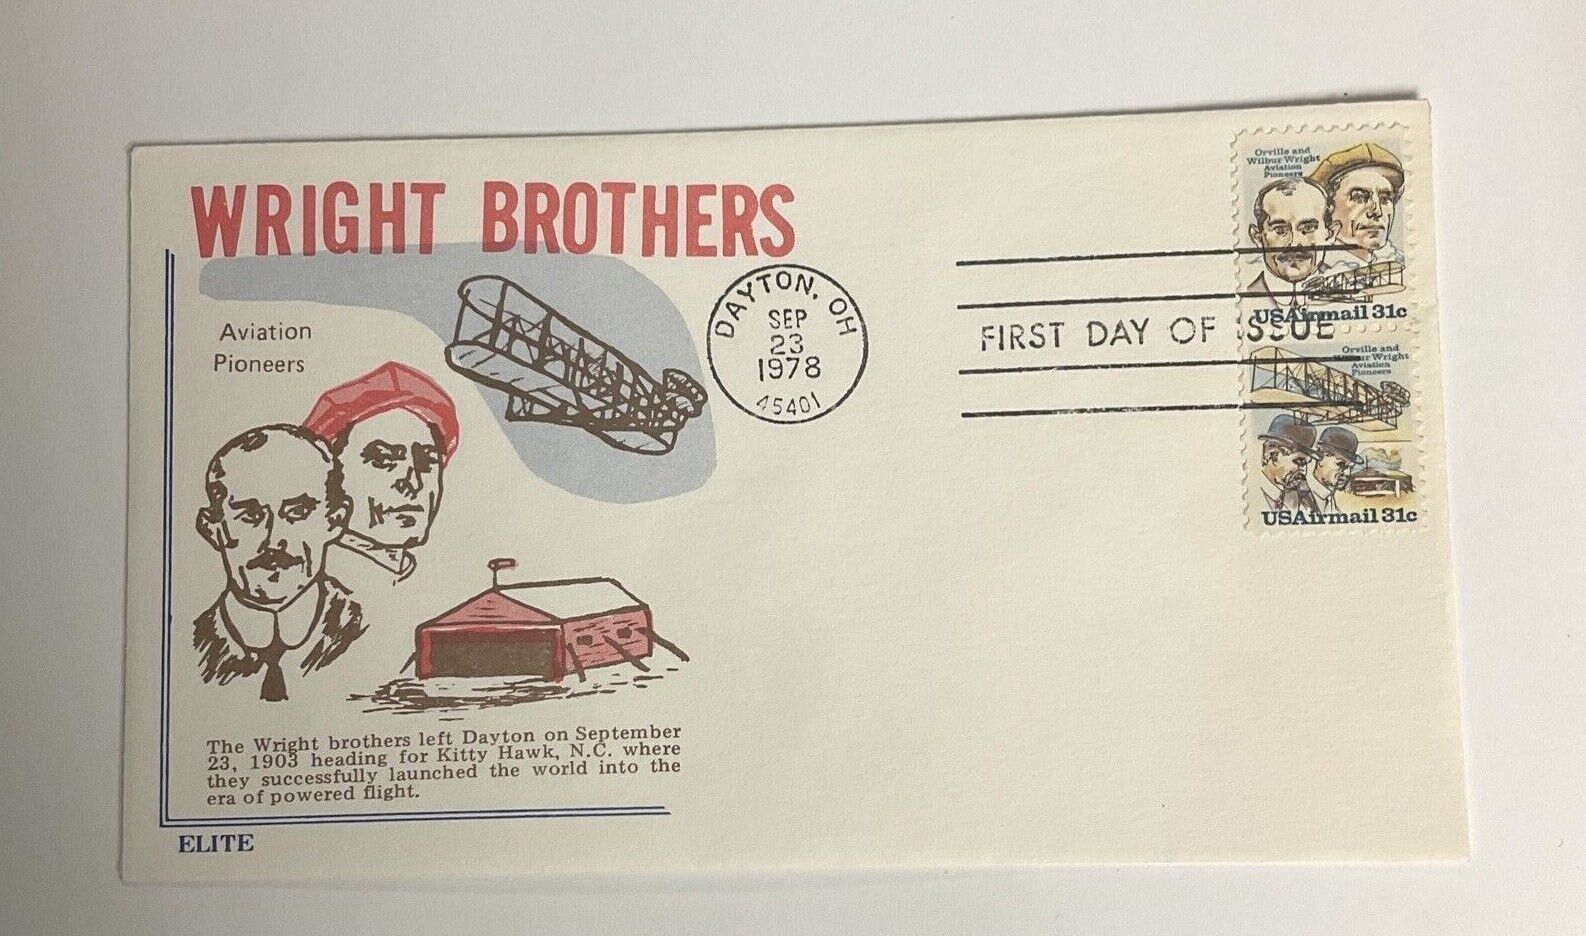 WRIGHT BROTHERS
Aviation
Pioneers
The Wright brothers left Dayton on September
23, 1903 heading for Kitty Hawk, N.C. where
they successfully launched the world into the
era of powered flight.
ELITE
DAYTON, OH
SEP
23
1978
45401
FIRST DAY OF ISSUE
Orville and
Wilbur Wright
Aviation
Pioneers
USAirmail 31c
Orville and
Wilbur Wright
Aviation
Pioneers
USAirmail 31c